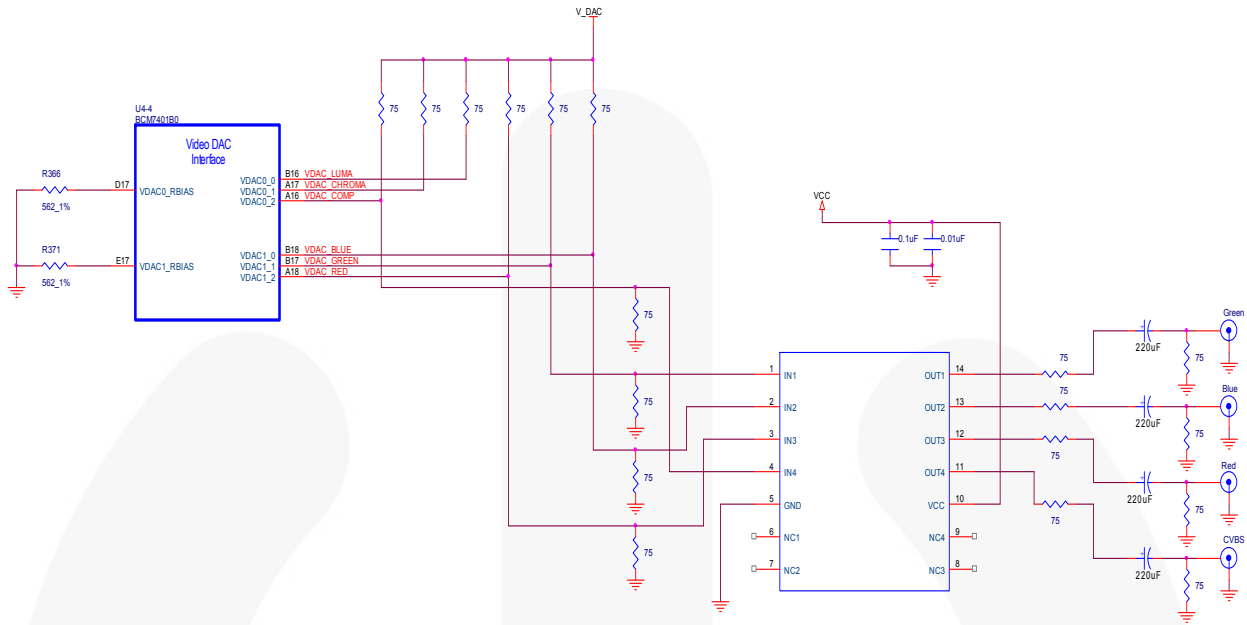 V_DAC
75 75 75 75 75 75
U4-4
BCM7401B0
Video DAC
Interface
R366
562_1%
D17 VDAC0_RBIAS
VDAC0_0 B16 VDAC_LUMA
VDAC0_1 A17 VDAC_CHROMA
VDAC0_2 A16 VDAC_COMP
R371
562_1%
E17 VDAC1_RBIAS
VDAC1_0 B18 VDAC_BLUE
VDAC1_1 B17 VDAC_GREEN
VDAC1_2 A18 VDAC_RED
VCC
0.1uF 0.01uF
75
75
75
75
1 IN1 OUT1 14
2 IN2 OUT2 13
3 IN3 OUT3 12
4 IN4 OUT4 11
5 GND VCC 10
6 NC1 NC4 9
7 NC2 NC3 8
75
75
75
75
Green
220uF
75
Blue
220uF
75
Red
220uF
75
CVBS
220uF
75